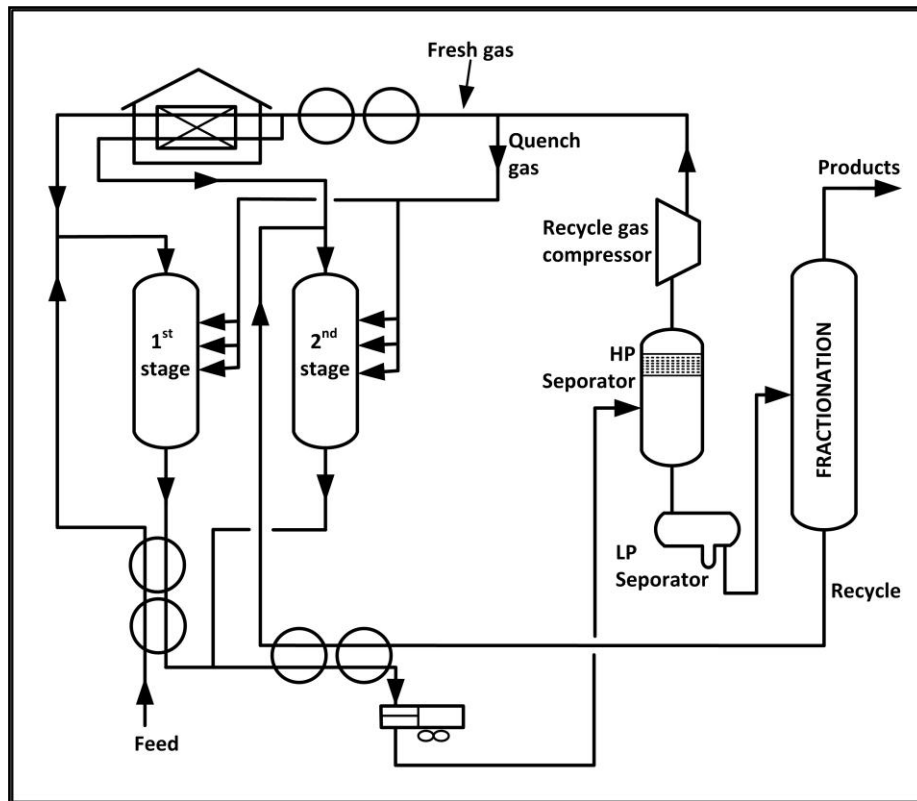 Fresh gas
Quench
gas
Products
Recycle gas
compressor
1st
stage
2nd
stage
HP
Seporator
FRACTIONATION
LP
Seporator
Recycle
Feed